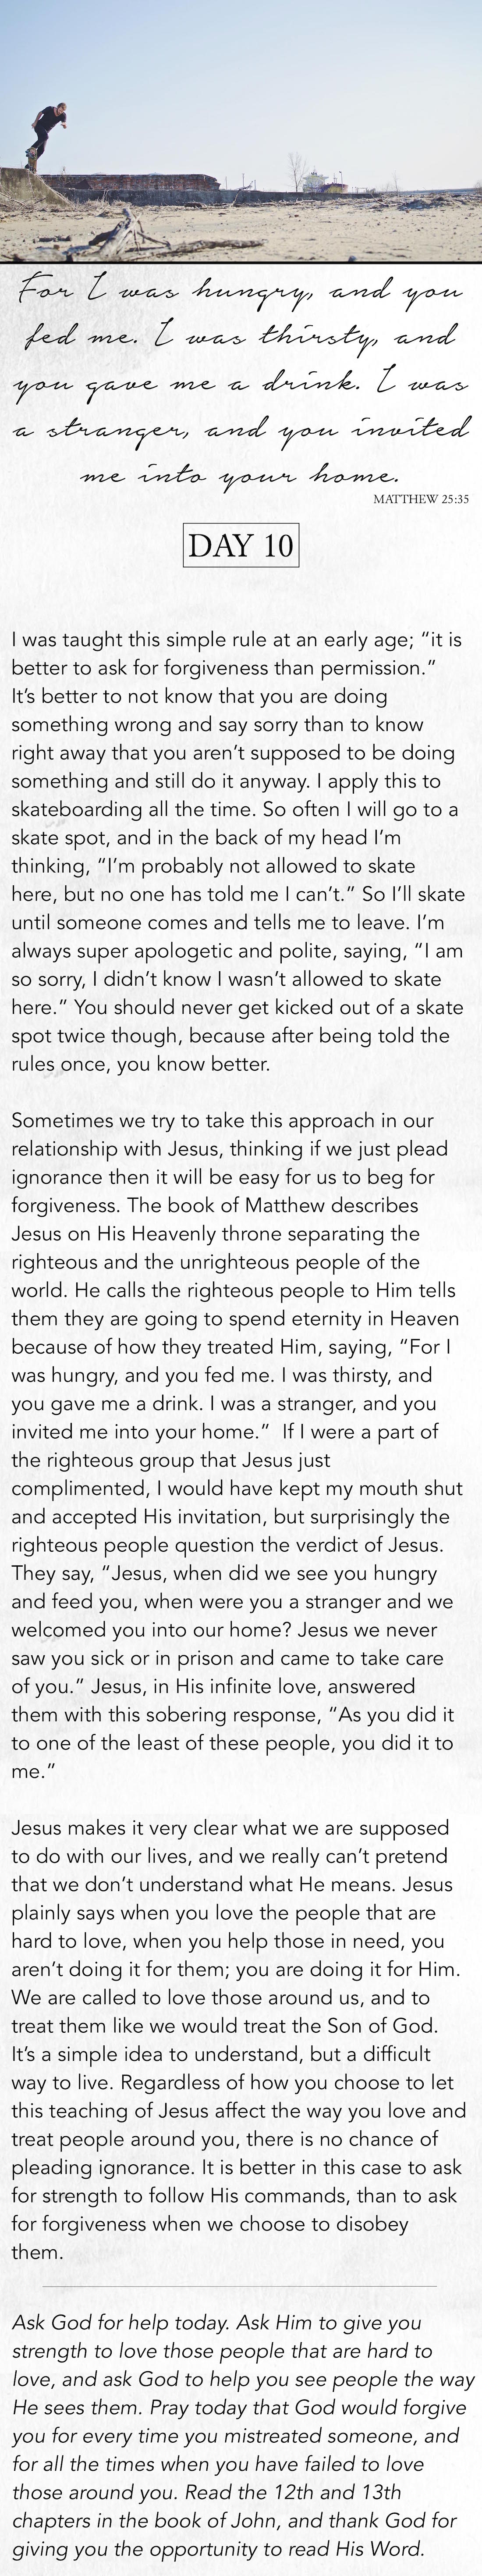 For I was hungry, and you
fed me. I was thirsty, and
you gave me a drink. I was
a stranger, and you invited
me into your home.
MATTHEW 25:35
DAY 10
I was taught this simple rule at an early age; “it is
better to ask for forgiveness than permission.”
It’s better to not know that you are doing
something wrong and say sorry than to know
right away that you aren’t supposed to be doing
something and still do it anyway. I apply this to
skateboarding all the time. So often I will go to a
skate spot, and in the back of my head I’m
thinking, “I’m probably not allowed to skate
here, but no one has told me I can’t.” So I’ll skate
until someone comes and tells me to leave. I’m
always super apologetic and polite, saying, “I am
so sorry, I didn’t know I wasn’t allowed to skate
here.” You should never get kicked out of a skate
spot twice though, because after being told the
rules once, you know better.
Sometimes we try to take this approach in our
relationship with Jesus, thinking if we just plead
ignorance then it will be easy for us to beg for
forgiveness. The book of Matthew describes
Jesus on His Heavenly throne separating the
righteous and the unrighteous people of the
world. He calls the righteous people to Him tells
them they are going to spend eternity in Heaven
because of how they treated Him, saying, “For I
was hungry, and you fed me. I was thirsty, and
you gave me a drink. I was a stranger, and you
invited me into your home.”  If I were a part of
the righteous group that Jesus just
complimented, I would have kept my mouth shut
and accepted His invitation, but surprisingly the
righteous people question the verdict of Jesus.
They say, “Jesus, when did we see you hungry
and feed you, when were you a stranger and we
welcomed you into our home? Jesus we never
saw you sick or in prison and came to take care
of you.” Jesus, in His infinite love, answered
them with this sobering response, “As you did it
to one of the least of these people, you did it to
me.”
Jesus makes it very clear what we are supposed
to do with our lives, and we really can’t pretend
that we don’t understand what He means. Jesus
plainly says when you love the people that are
hard to love, when you help those in need, you
aren’t doing it for them; you are doing it for Him.
We are called to love those around us, and to
treat them like we would treat the Son of God.
It’s a simple idea to understand, but a difficult
way to live. Regardless of how you choose to let
this teaching of Jesus affect the way you love and
treat people around you, there is no chance of
pleading ignorance. It is better in this case to ask
for strength to follow His commands, than to ask
for forgiveness when we choose to disobey
them.
Ask God for help today. Ask Him to give you
strength to love those people that are hard to
love, and ask God to help you see people the way
He sees them. Pray today that God would forgive
you for every time you mistreated someone, and
for all the times when you have failed to love
those around you. Read the 12th and 13th
chapters in the book of John, and thank God for
giving you the opportunity to read His Word.